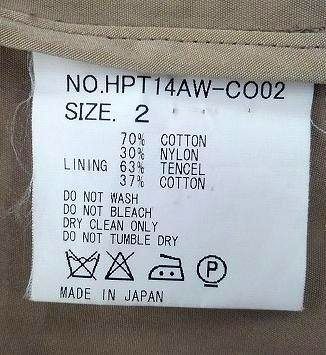 NO.HPT14AW-CO02
SIZE. 2
70% COTTON
30% NYLON
LINING 63% TENCEL
37% COTTON
DO NOT WASH
DO NOT BLEACH
DRY CLEAN ONLY
DO NOT TUMBLE DRY
P
MADE IN JAPAN